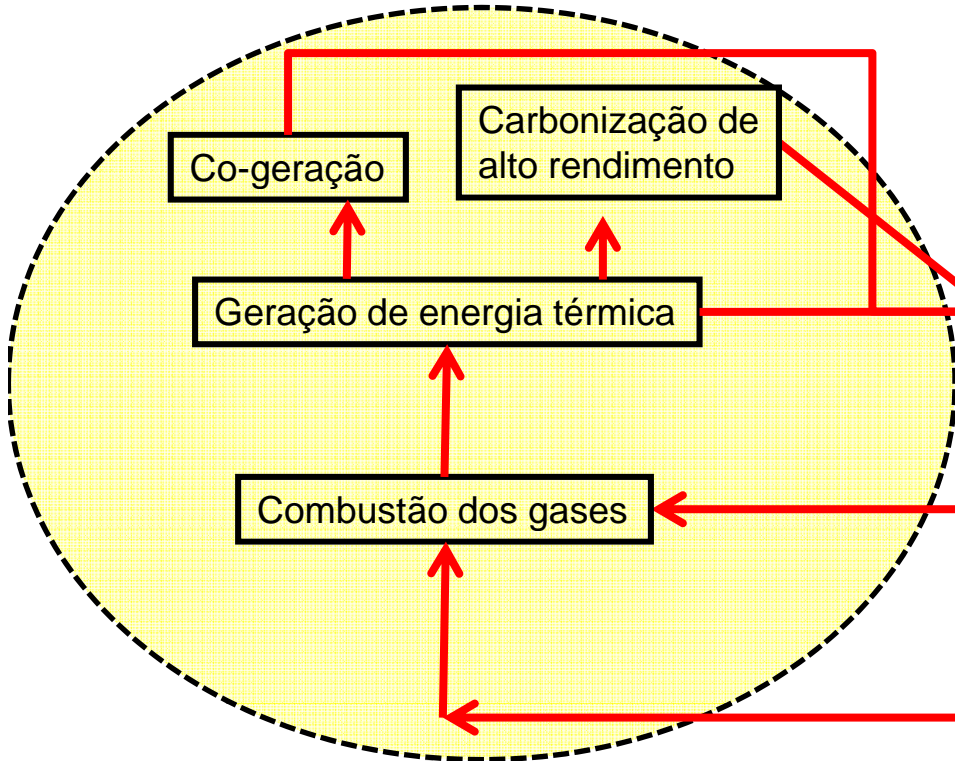 Co-geração
Carbonização de
alto rendimento
Geração de energia térmica
Combustão dos gases